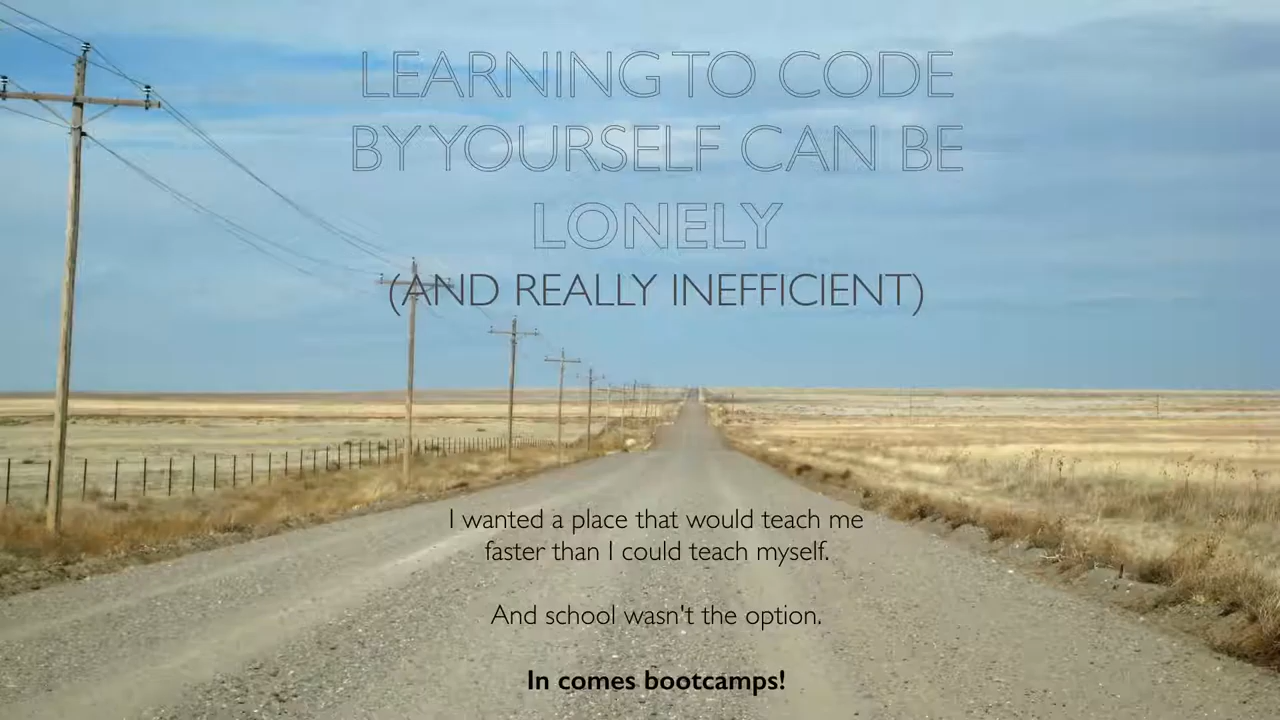 LEARNING TO CODE
BY YOURSELF CAN BE
LONELY
(AND REALLY INEFFICIENT)
I wanted a place that would teach me
faster than I could teach myself.
And school wasn't the option.
In comes bootcamps!